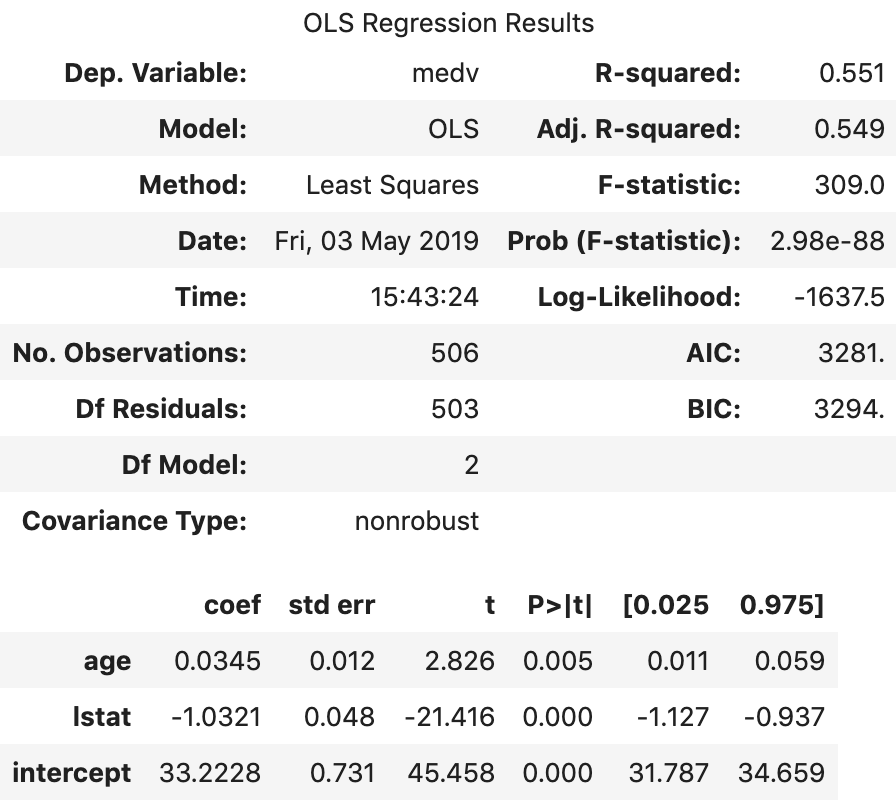 OLS Regression Results
Dep. Variable: medv R-squared: 0.551
Model: OLS Adj. R-squared: 0.549
Method: Least Squares F-statistic: 309.0
Date: Fri, 03 May 2019 Prob (F-statistic): 2.98e-88
Time: 15:43:24 Log-Likelihood: -1637.5
No. Observations: 506 AIC: 3281.
Df Residuals: 503 BIC: 3294.
Df Model: 2
Covariance Type: nonrobust
coef std err t P>|t| [0.025 0.975]
age 0.0345 0.012 2.826 0.005 0.011 0.059
lstat -1.0321 0.048 -21.416 0.000 -1.127 -0.937
intercept 33.2228 0.731 45.458 0.000 31.787 34.659